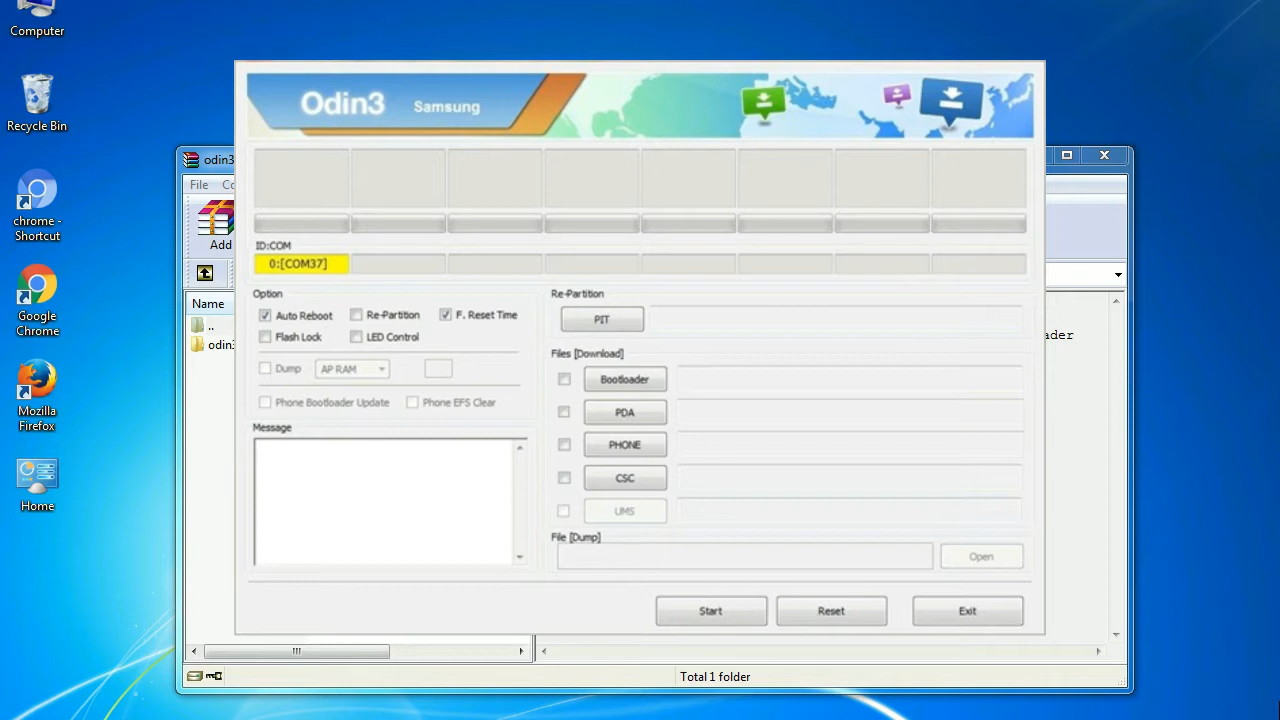 Computer
Recycle Bin
chrome -
Shortcut
Google
Chrome
Mozilla
Firefox
Home
odin3
File
Add
Name
..
odin3
Total 1 folder
Odin3 Samsung
ID:COM
0:[COM37]
Option
Auto Reboot Re-Partition F. Reset Time
Flash Lock LED Control
Dump AP RAM
Phone Bootloader Update Phone EFS Clear
Message
Re-Partition
PIT
Files [Download]
Bootloader
PDA
PHONE
CSC
UMS
File [Dump]
Open
Start Reset Exit